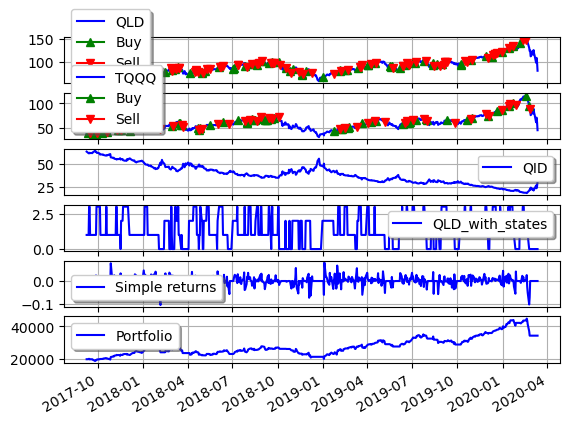 QLD
Buy
Sell
150
100
TQQQ
Buy
Sell
100
50
50
25
QID
2.5
0.0
QLD_with_states
0.0
−0.1
Simple returns
40000
20000
Portfolio
2017-10
2018-01
2018-04
2018-07
2018-10
2019-01
2019-04
2019-07
2019-10
2020-01
2020-04